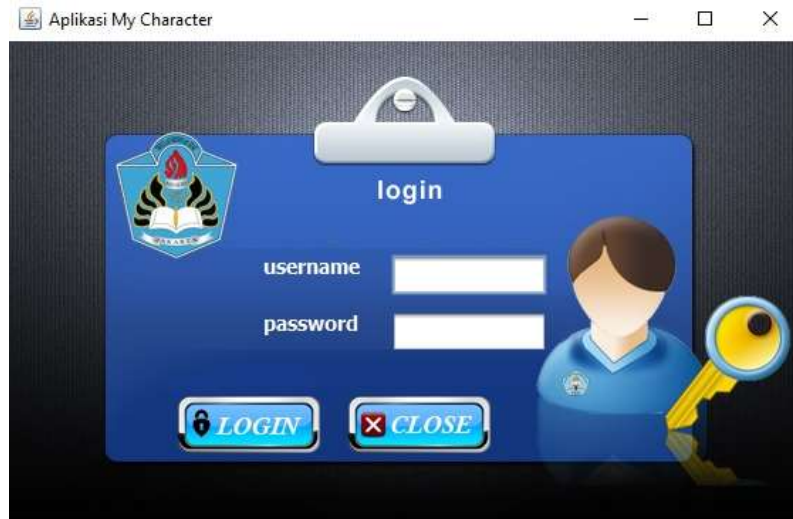 Aplikasi My Character
login
username
password
LOGIN
CLOSE